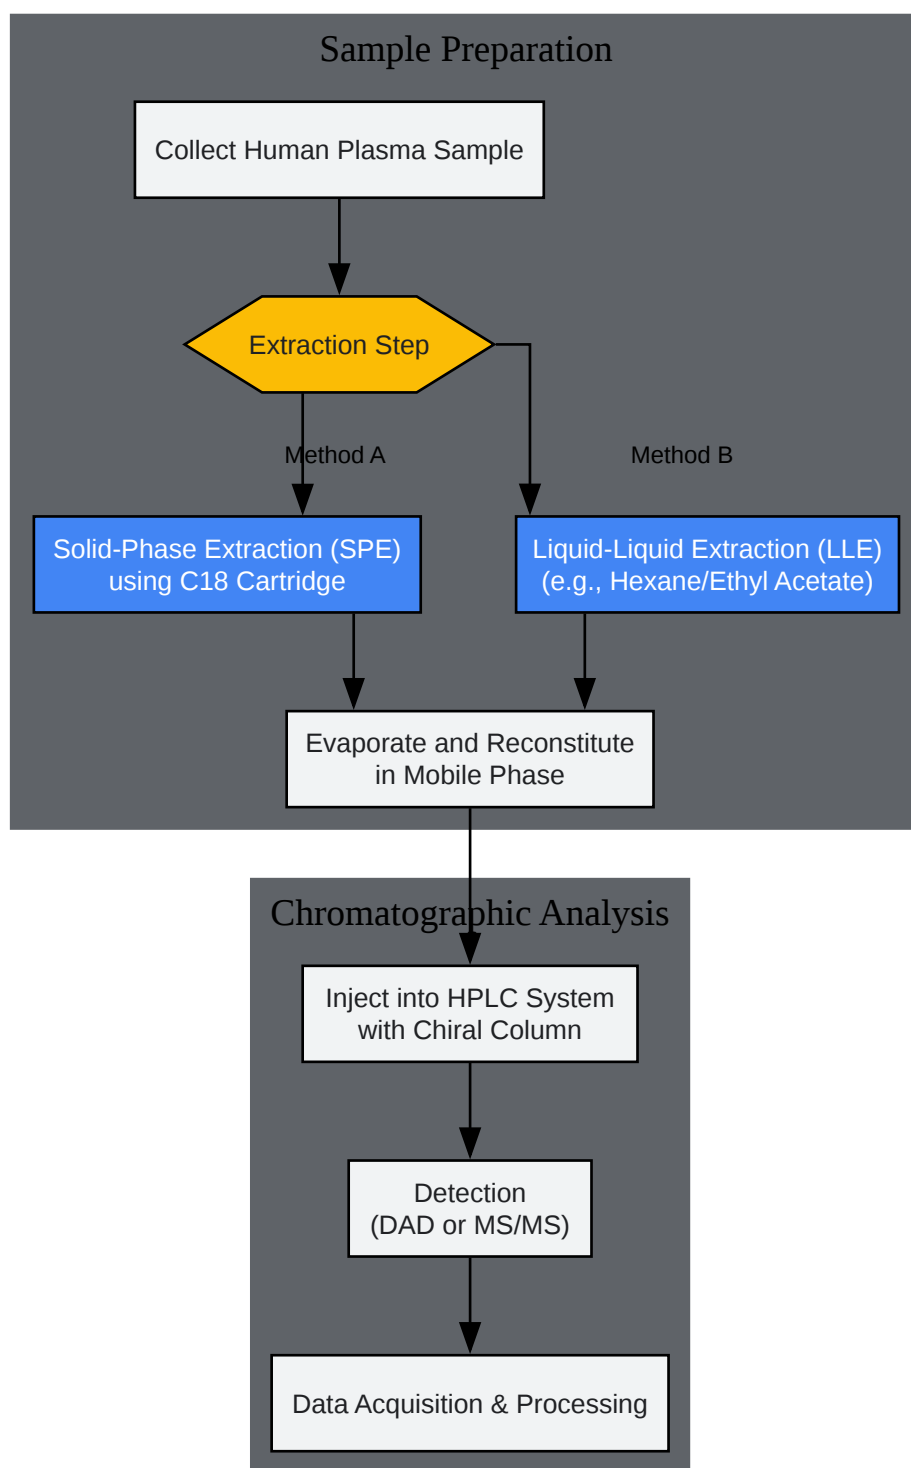 Sample Preparation
Collect Human Plasma Sample
Extraction Step
Method A
Method B
Solid-Phase Extraction (SPE)
using C18 Cartridge
Liquid-Liquid Extraction (LLE)
(e.g., Hexane/Ethyl Acetate)
Evaporate and Reconstitute
in Mobile Phase
Chromatographic Analysis
Inject into HPLC System
with Chiral Column
Detection
(DAD or MS/MS)
Data Acquisition & Processing